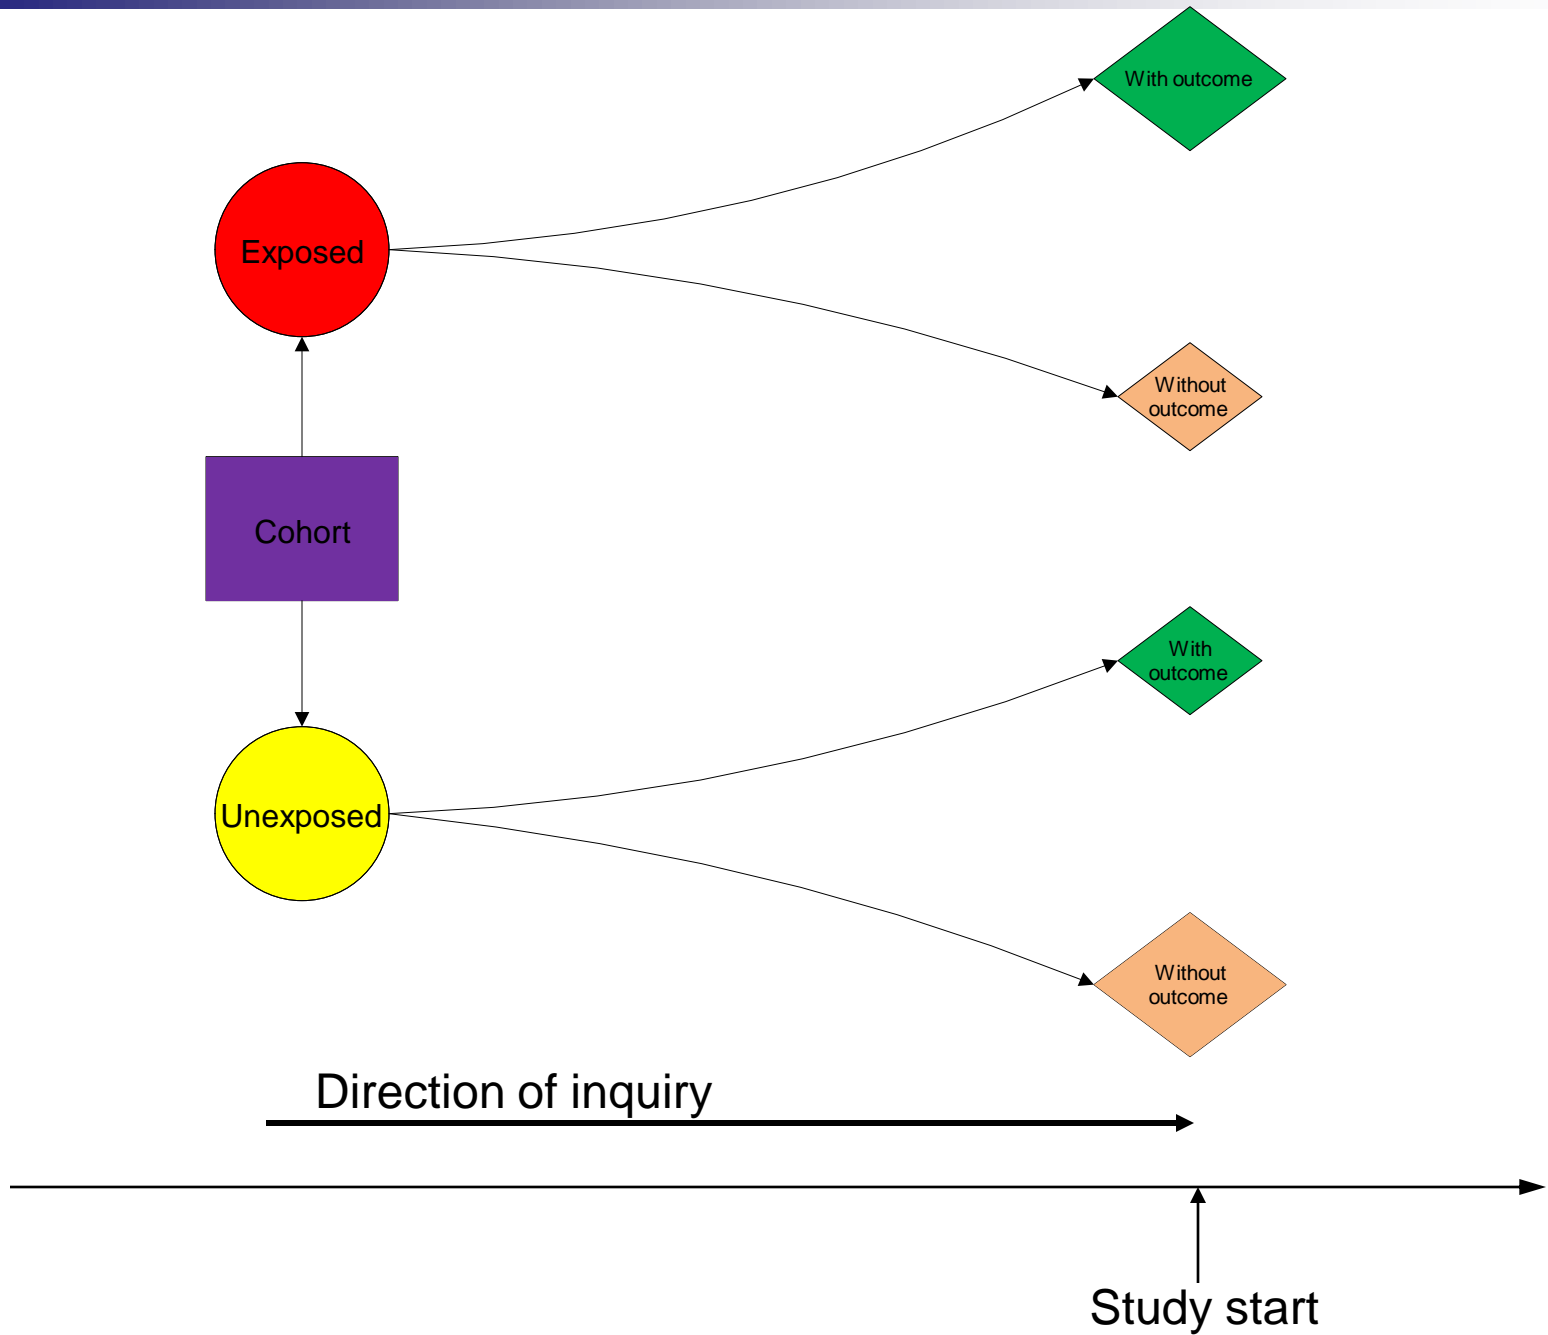 With outcome
Exposed
Without
outcome
Cohort
With
outcome
Unexposed
Without
outcome
Direction of inquiry
Study start